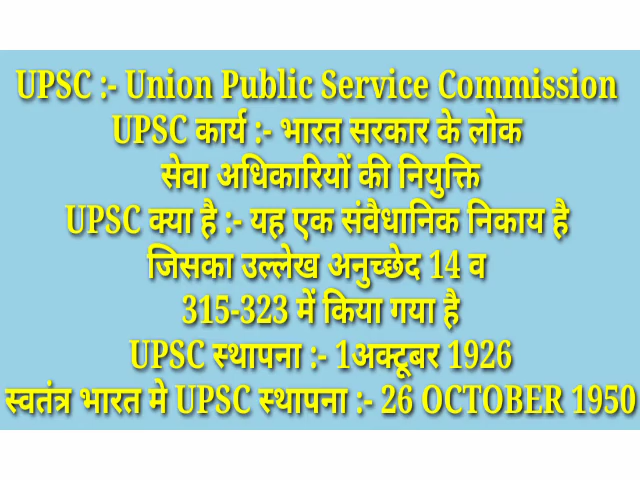 UPSC :- Union Public Service Commission
UPSC कार्य :- भारत सरकार के लोक
सेवा अधिकारियों की नियुक्ति
UPSC क्या है :- यह एक संवैधानिक निकाय है
जिसका उल्लेख अनुच्छेद 14 व
315-323 में किया गया है
UPSC स्थापना :- 1अक्टूबर 1926
स्वतंत्र भारत मे UPSC स्थापना :- 26 OCTOBER 1950